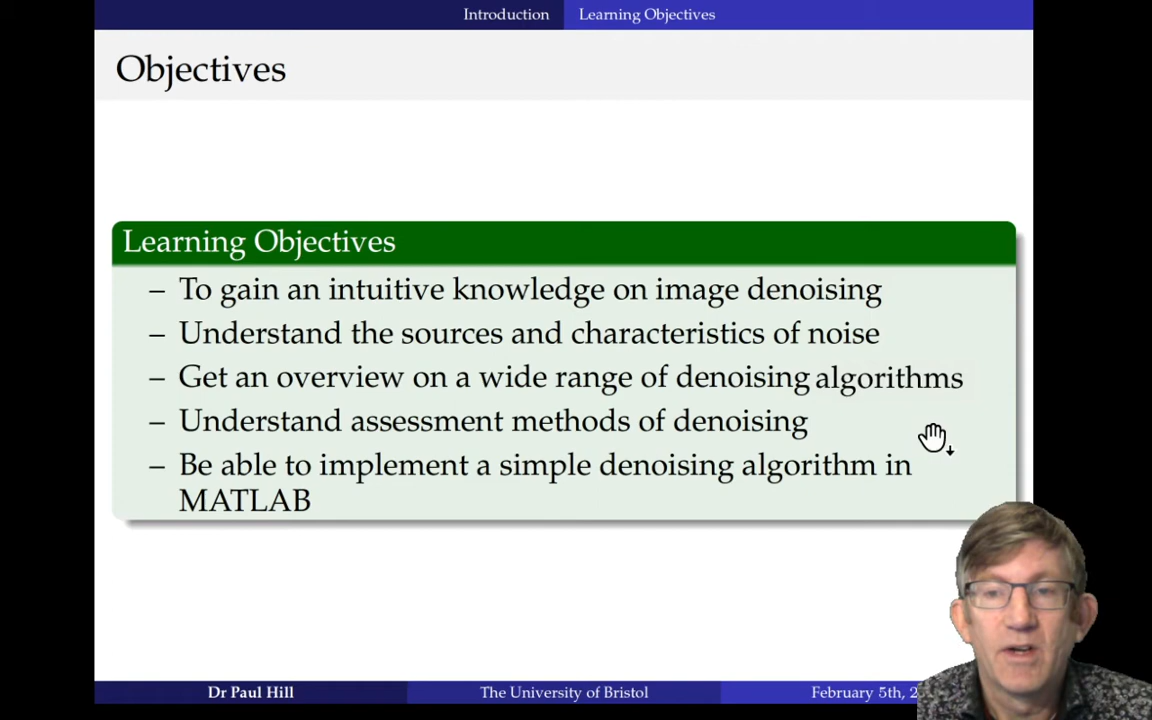 Introduction Learning Objectives
Objectives
Learning Objectives
– To gain an intuitive knowledge on image denoising
– Understand the sources and characteristics of noise
– Get an overview on a wide range of denoising algorithms
– Understand assessment methods of denoising
– Be able to implement a simple denoising algorithm in
MATLAB
Dr Paul Hill The University of Bristol February 5th,